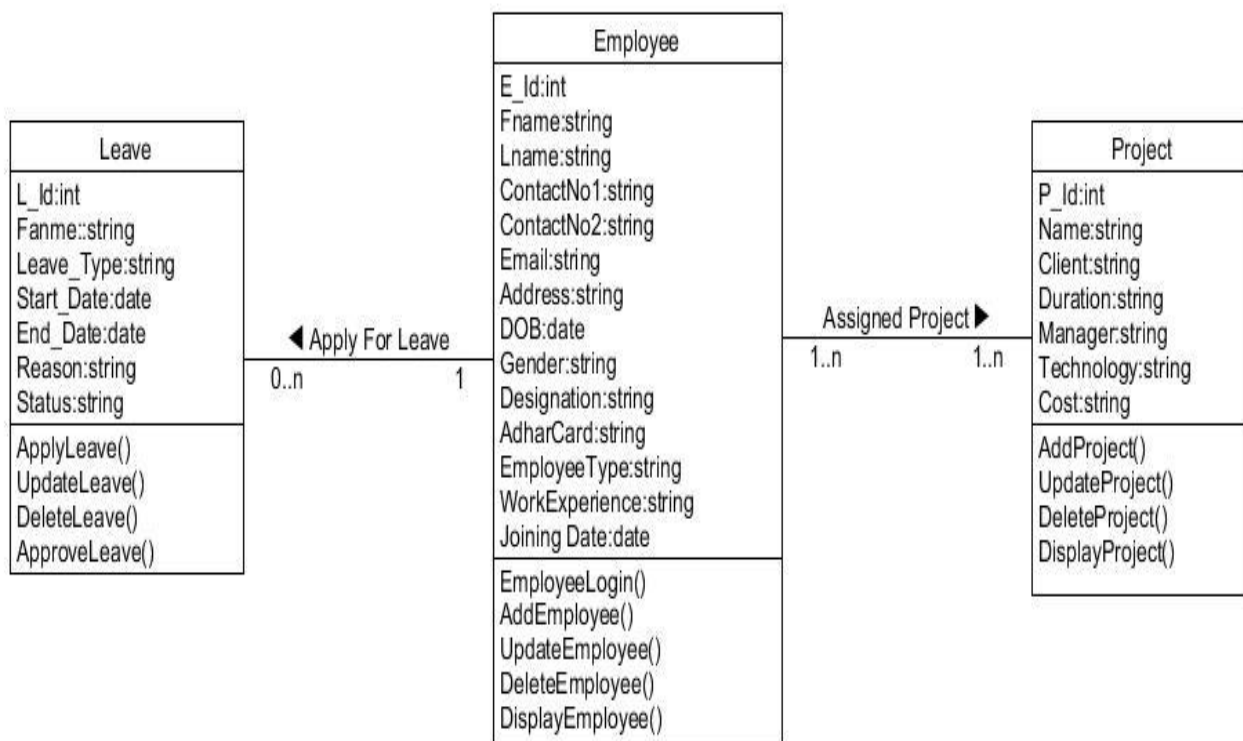 Leave
L_Id:int
Fanme::string
Leave_Type:string
Start_Date:date
End_Date:date
Reason:string
Status:string
ApplyLeave()
UpdateLeave()
DeleteLeave()
ApproveLeave()
◀ Apply For Leave
0..n 1
Employee
E_Id:int
Fname:string
Lname:string
ContactNo1:string
ContactNo2:string
Email:string
Address:string
DOB:date
Gender:string
Designation:string
AdharCard:string
EmployeeType:string
WorkExperience:string
Joining Date:date
EmployeeLogin()
AddEmployee()
UpdateEmployee()
DeleteEmployee()
DisplayEmployee()
Assigned Project ▶
1..n 1..n
Project
P_Id:int
Name:string
Client:string
Duration:string
Manager:string
Technology:string
Cost:string
AddProject()
UpdateProject()
DeleteProject()
DisplayProject()